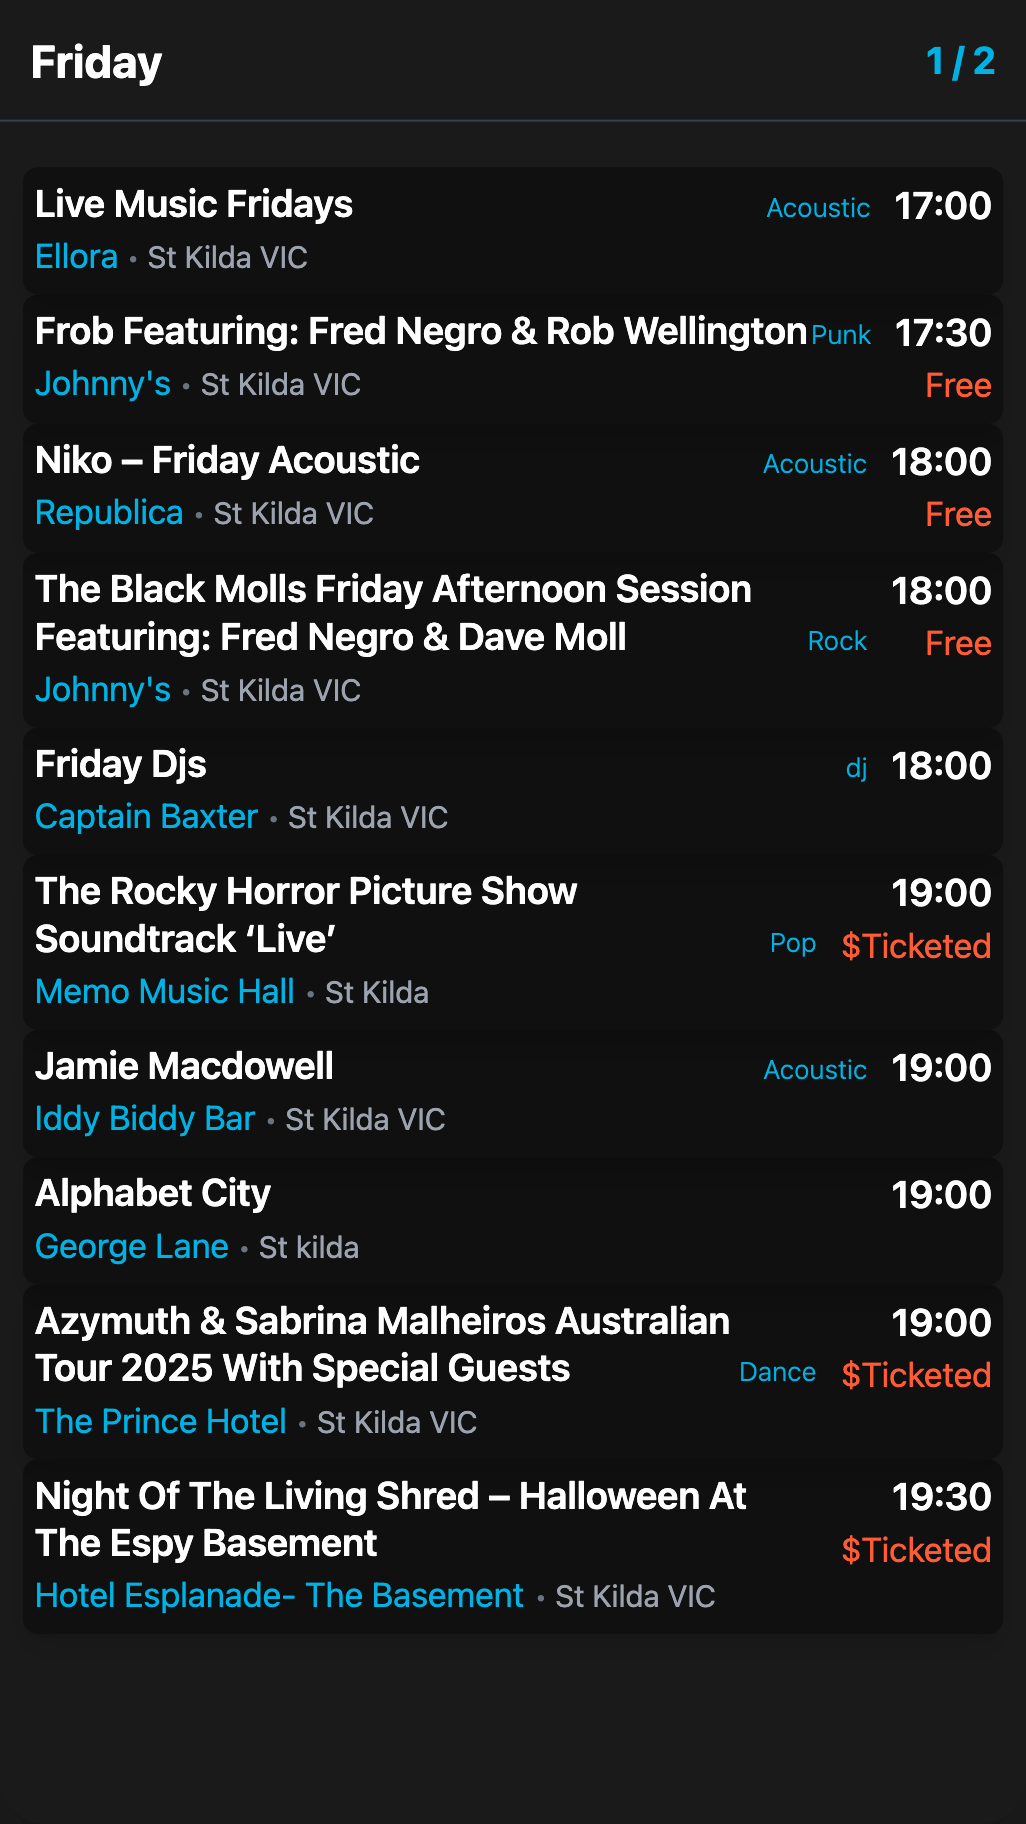 Friday 1 / 2
Live Music Fridays Acoustic 17:00
Ellora • St Kilda VIC
Frob Featuring: Fred Negro & Rob Wellington Punk 17:30
Johnny's • St Kilda VIC Free
Niko – Friday Acoustic Acoustic 18:00
Republica • St Kilda VIC Free
The Black Molls Friday Afternoon Session 18:00
Featuring: Fred Negro & Dave Moll Rock Free
Johnny's • St Kilda VIC
Friday Djs dj 18:00
Captain Baxter • St Kilda VIC
The Rocky Horror Picture Show 19:00
Soundtrack ‘Live’ Pop $Ticketed
Memo Music Hall • St Kilda
Jamie Macdowell Acoustic 19:00
Iddy Biddy Bar • St Kilda VIC
Alphabet City 19:00
George Lane • St kilda
Azymuth & Sabrina Malheiros Australian 19:00
Tour 2025 With Special Guests Dance $Ticketed
The Prince Hotel • St Kilda VIC
Night Of The Living Shred – Halloween At 19:30
The Espy Basement $Ticketed
Hotel Esplanade- The Basement • St Kilda VIC